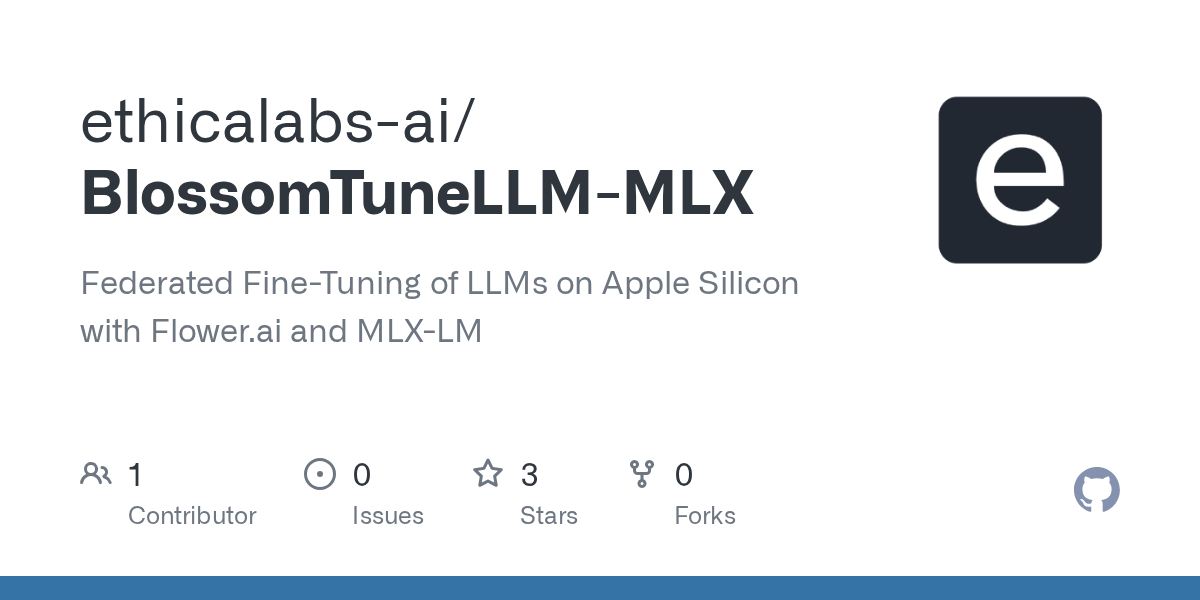 ethicalabs-ai/
BlossomTuneLLM-MLX
e
Federated Fine-Tuning of LLMs on Apple Silicon
with Flower.ai and MLX-LM
1
Contributor
0
Issues
3
Stars
0
Forks